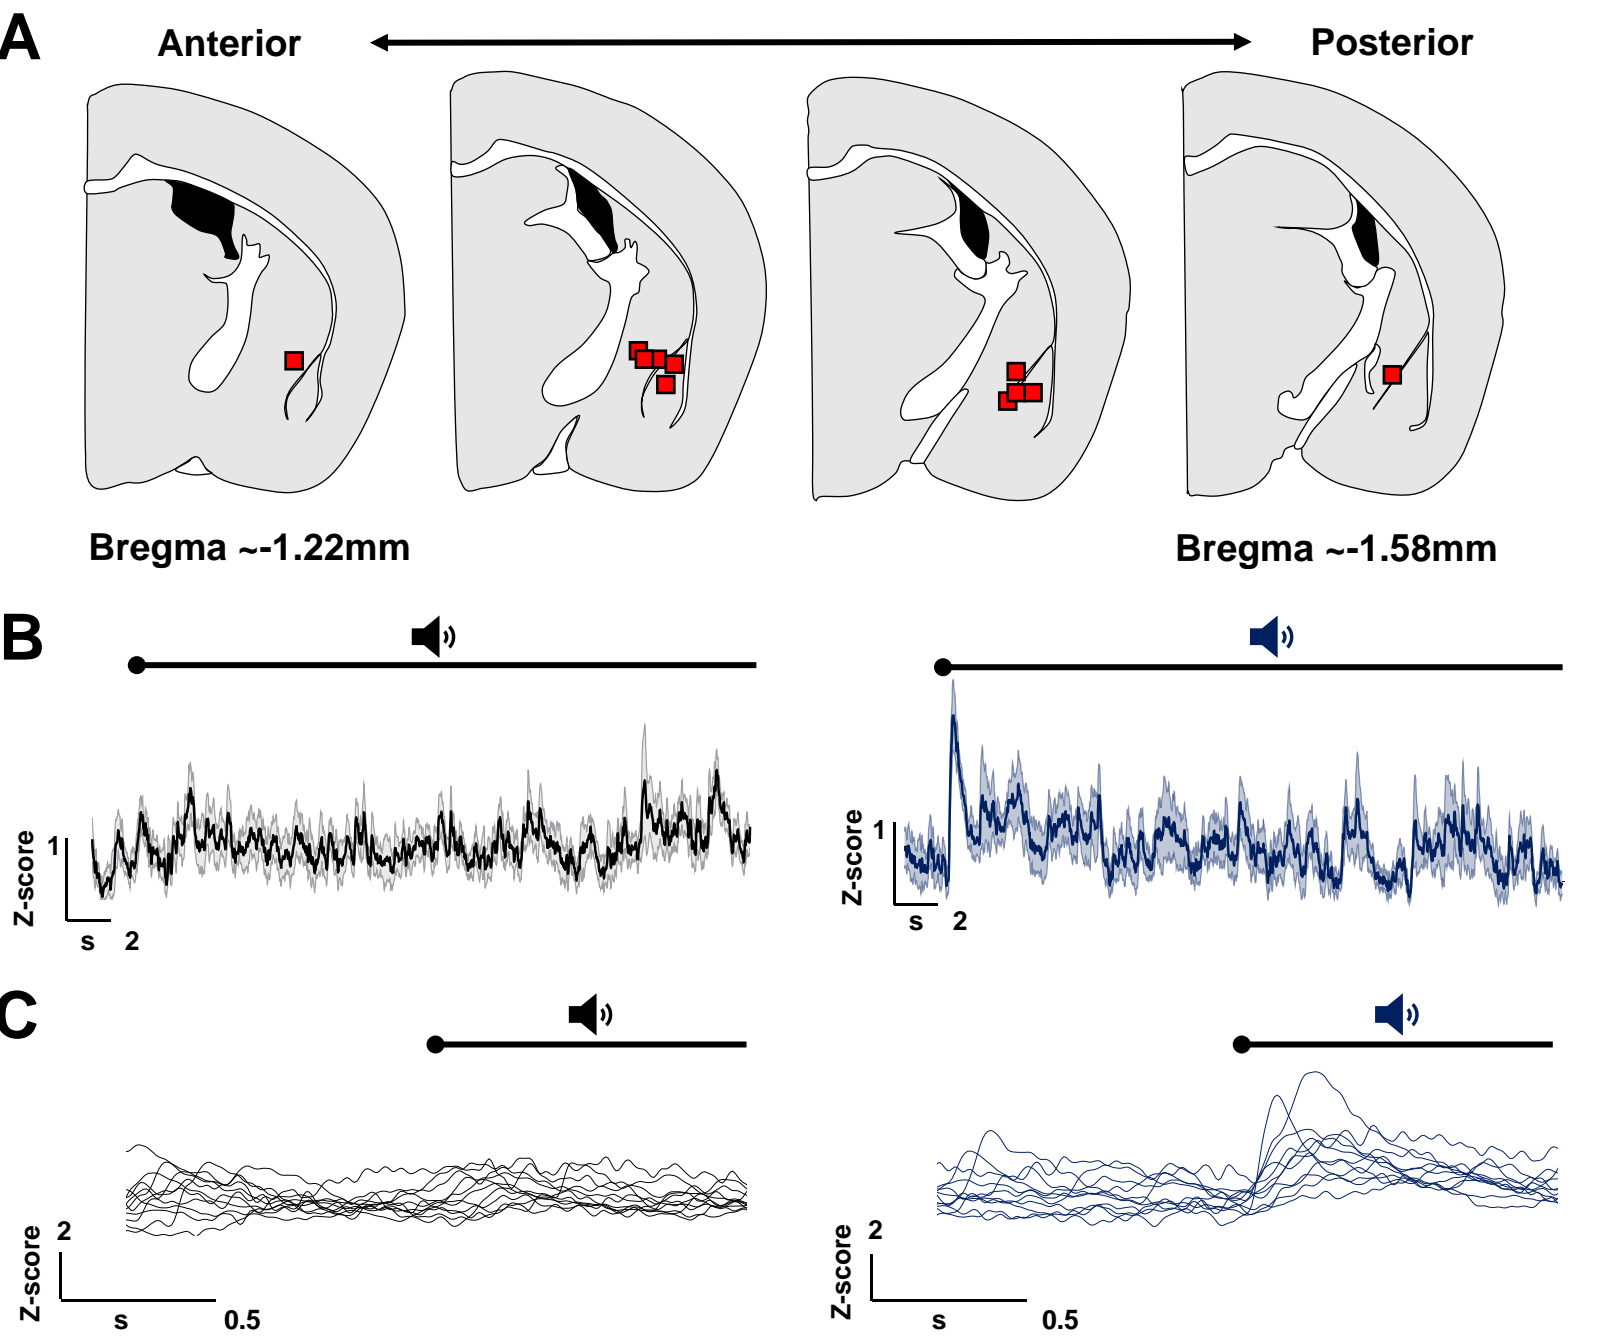 A
Anterior
Posterior
Bregma ~-1.22mm
Bregma ~-1.58mm
B
Z-score
1
s 2
Z-score
1
s 2
C
Z-score
2
s 0.5
Z-score
2
s 0.5